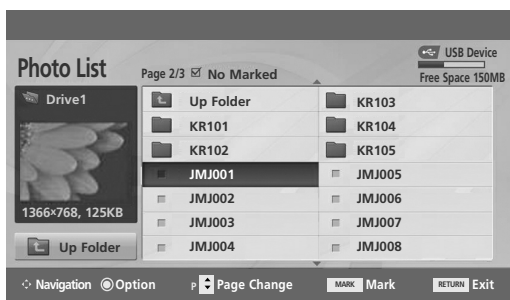 USB Device
Photo List
Page 2/3 No Marked
Free Space 150MB
Drive1
1366×768, 125KB
Up Folder
Up Folder
KR101
KR102
JMJ001
JMJ002
JMJ003
JMJ004
KR103
KR104
KR105
JMJ005
JMJ006
JMJ007
JMJ008
Navigation Option P Page Change MARK Mark RETURN Exit